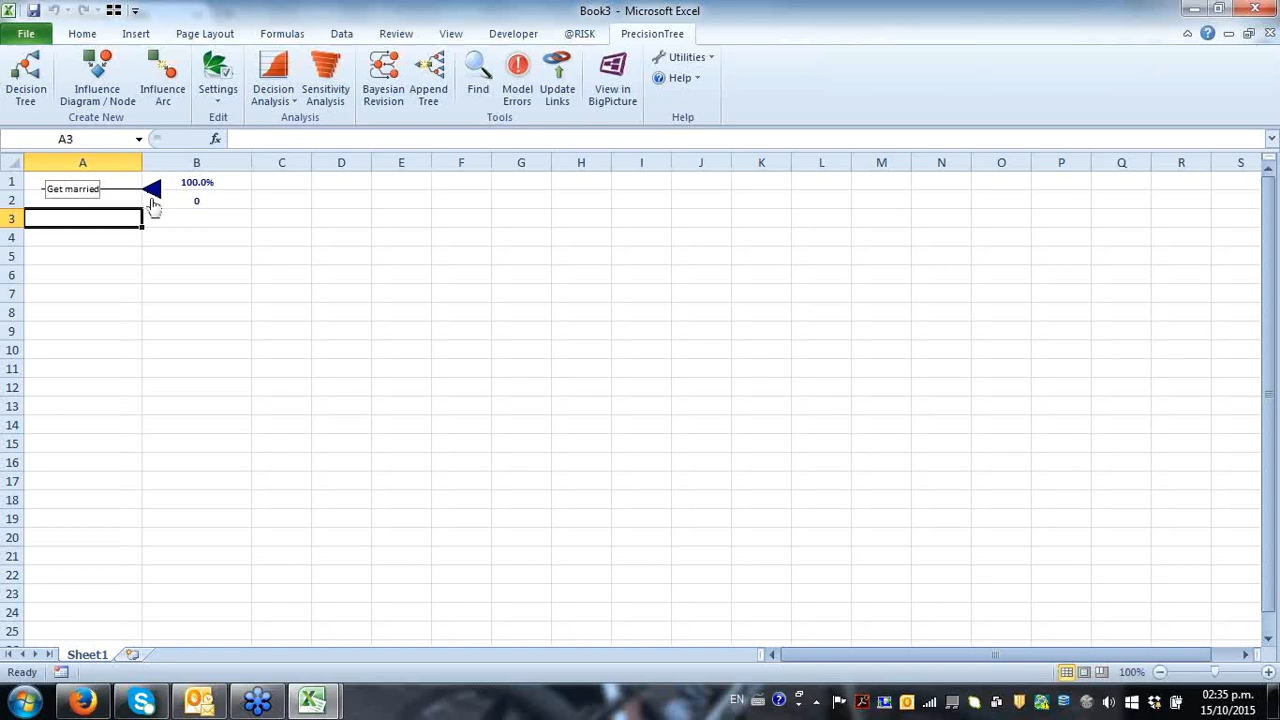 Book3 - Microsoft Excel
File Home Insert Page Layout Formulas Data Review View Developer @RISK PrecisionTree
Decision Tree
Influence Diagram / Node
Influence Arc
Settings
Decision Analysis
Sensitivity Analysis
Bayesian Revision
Append Tree
Find
Model Errors
Update Links
View in BigPicture
Utilities
Help
Create New Edit Analysis Tools Help
A3 fx
A B C D E F G H I J K L M N O P Q R S
1 Get married 100.0%
2 0
3
4
5
6
7
8
9
10
11
12
13
14
15
16
17
18
19
20
21
22
23
24
25
Sheet1
Ready 100%
EN 02:35 p.m.
15/10/2015